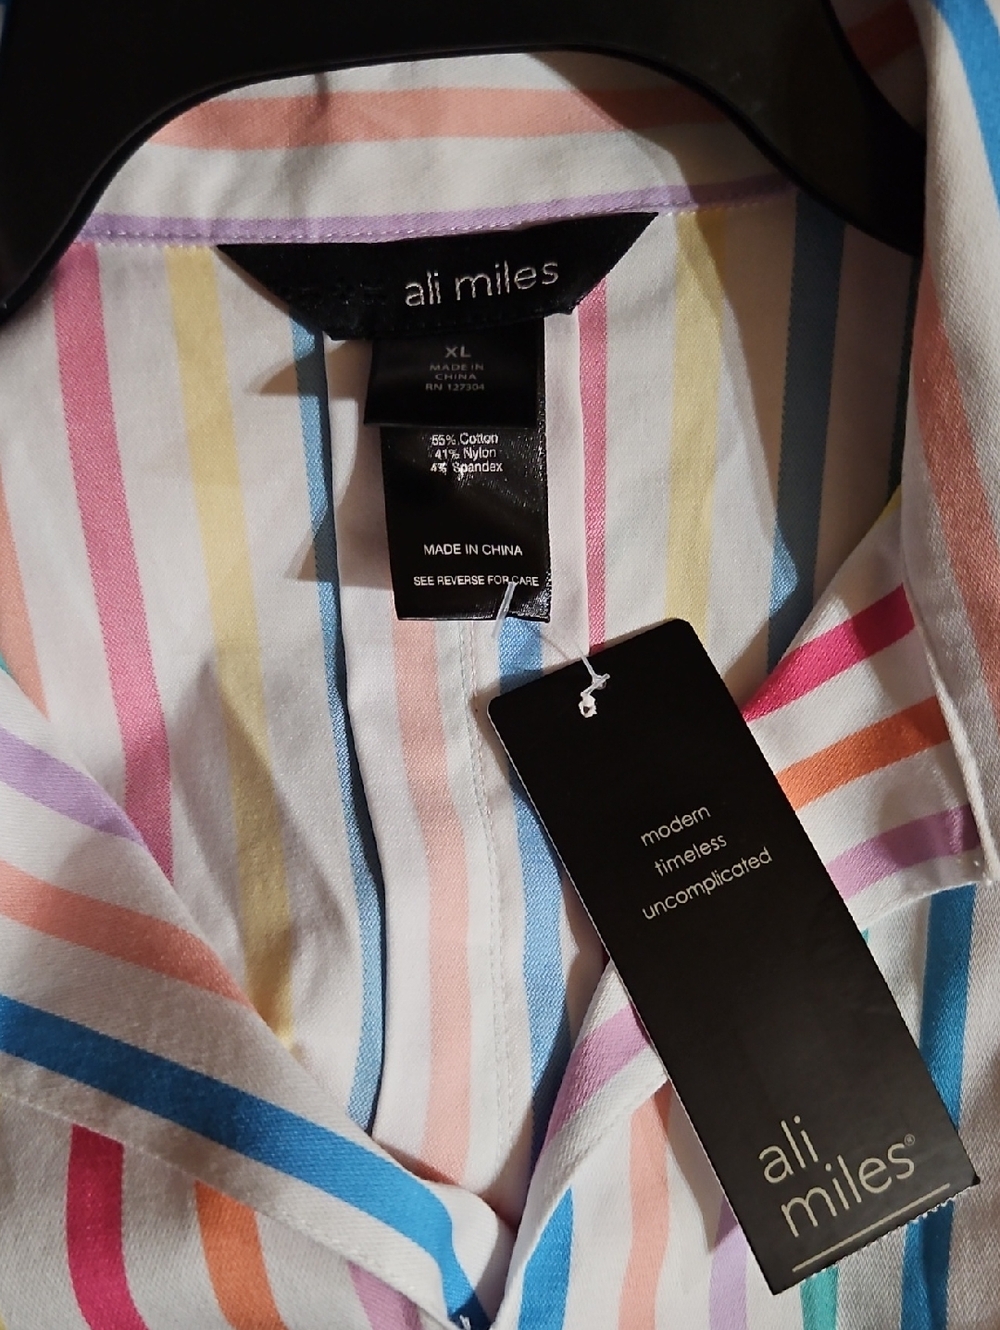 ali miles
XL
MADE IN
CHINA
RN 127304
55% Cotton
41% Nylon
4% Spandex
MADE IN CHINA
SEE REVERSE FOR CARE
modern
timeless
uncomplicated
ali
miles®